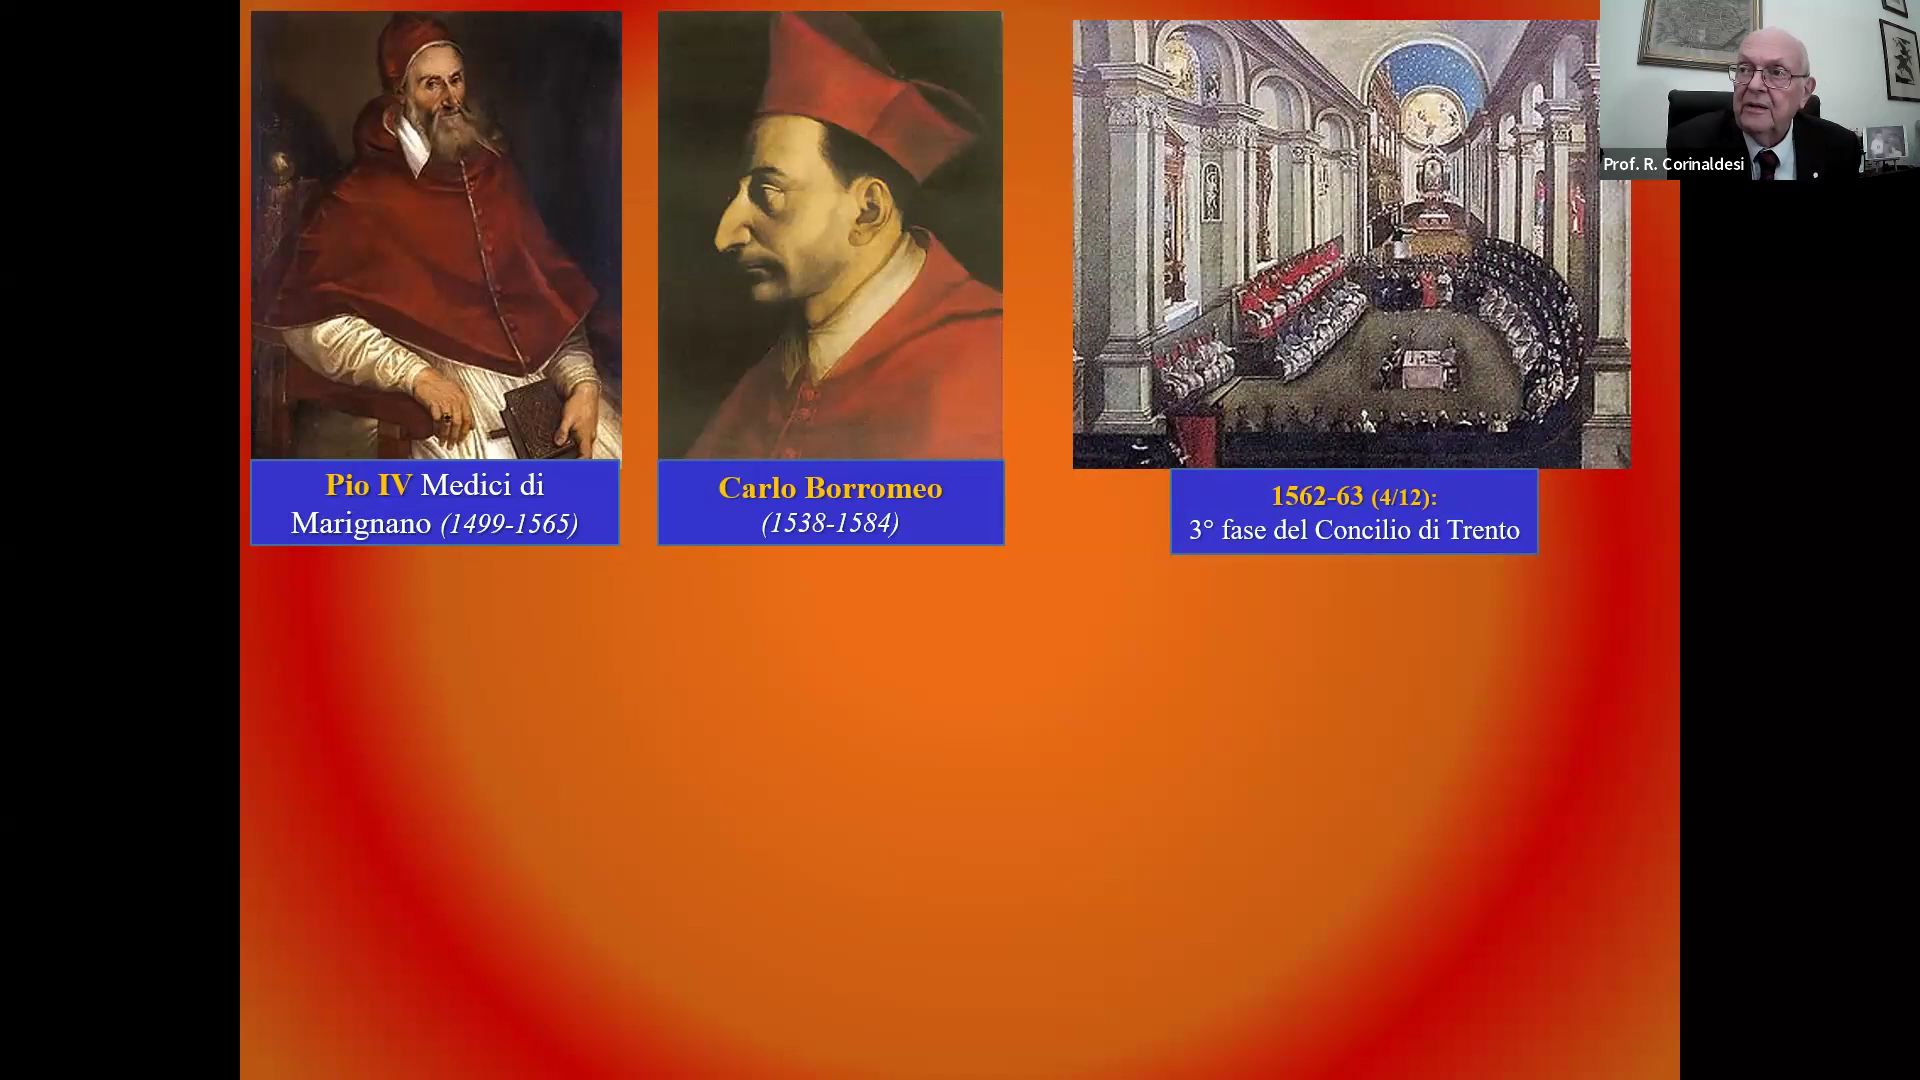 Prof. R. Corinaldesi
Pio IV Medici di
Marignano (1499-1565)
Carlo Borromeo
(1538-1584)
1562-63 (4/12):
3° fase del Concilio di Trento